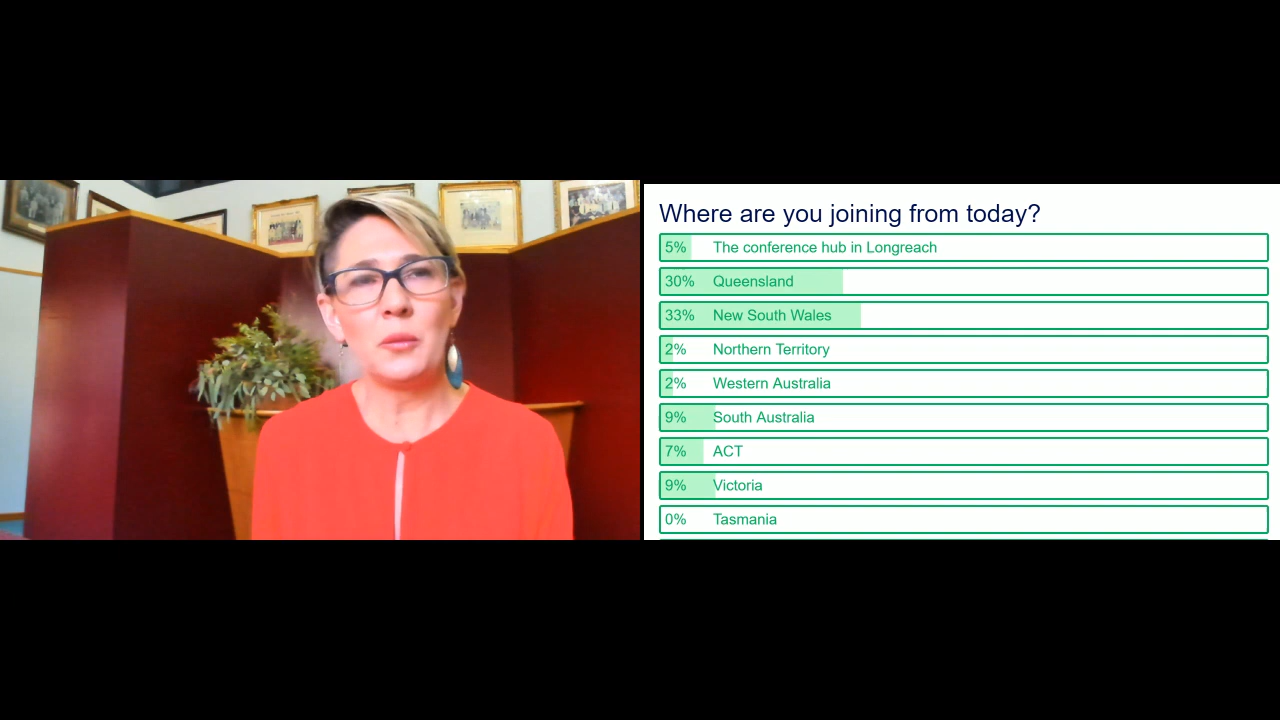 Where are you joining from today?
5% The conference hub in Longreach
30% Queensland
33% New South Wales
2% Northern Territory
2% Western Australia
9% South Australia
7% ACT
9% Victoria
0% Tasmania